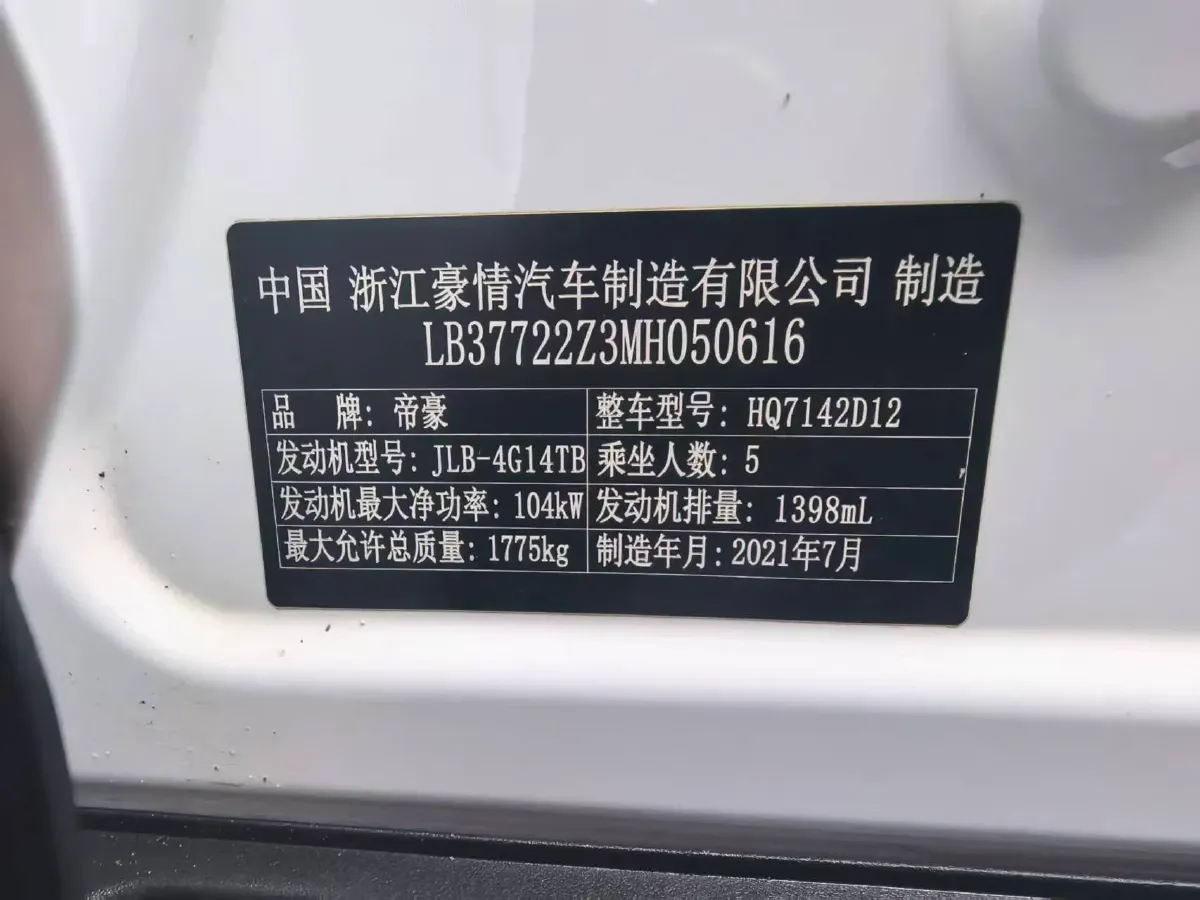 中国 浙江豪情汽车制造有限公司 制造
LB37722Z3MH050616
品 牌: 帝豪 整车型号: HQ7142D12
发动机型号: JLB-4G14TB 乘坐人数: 5
发动机最大净功率: 104kW 发动机排量: 1398mL
最大允许总质量: 1775kg 制造年月: 2021年7月